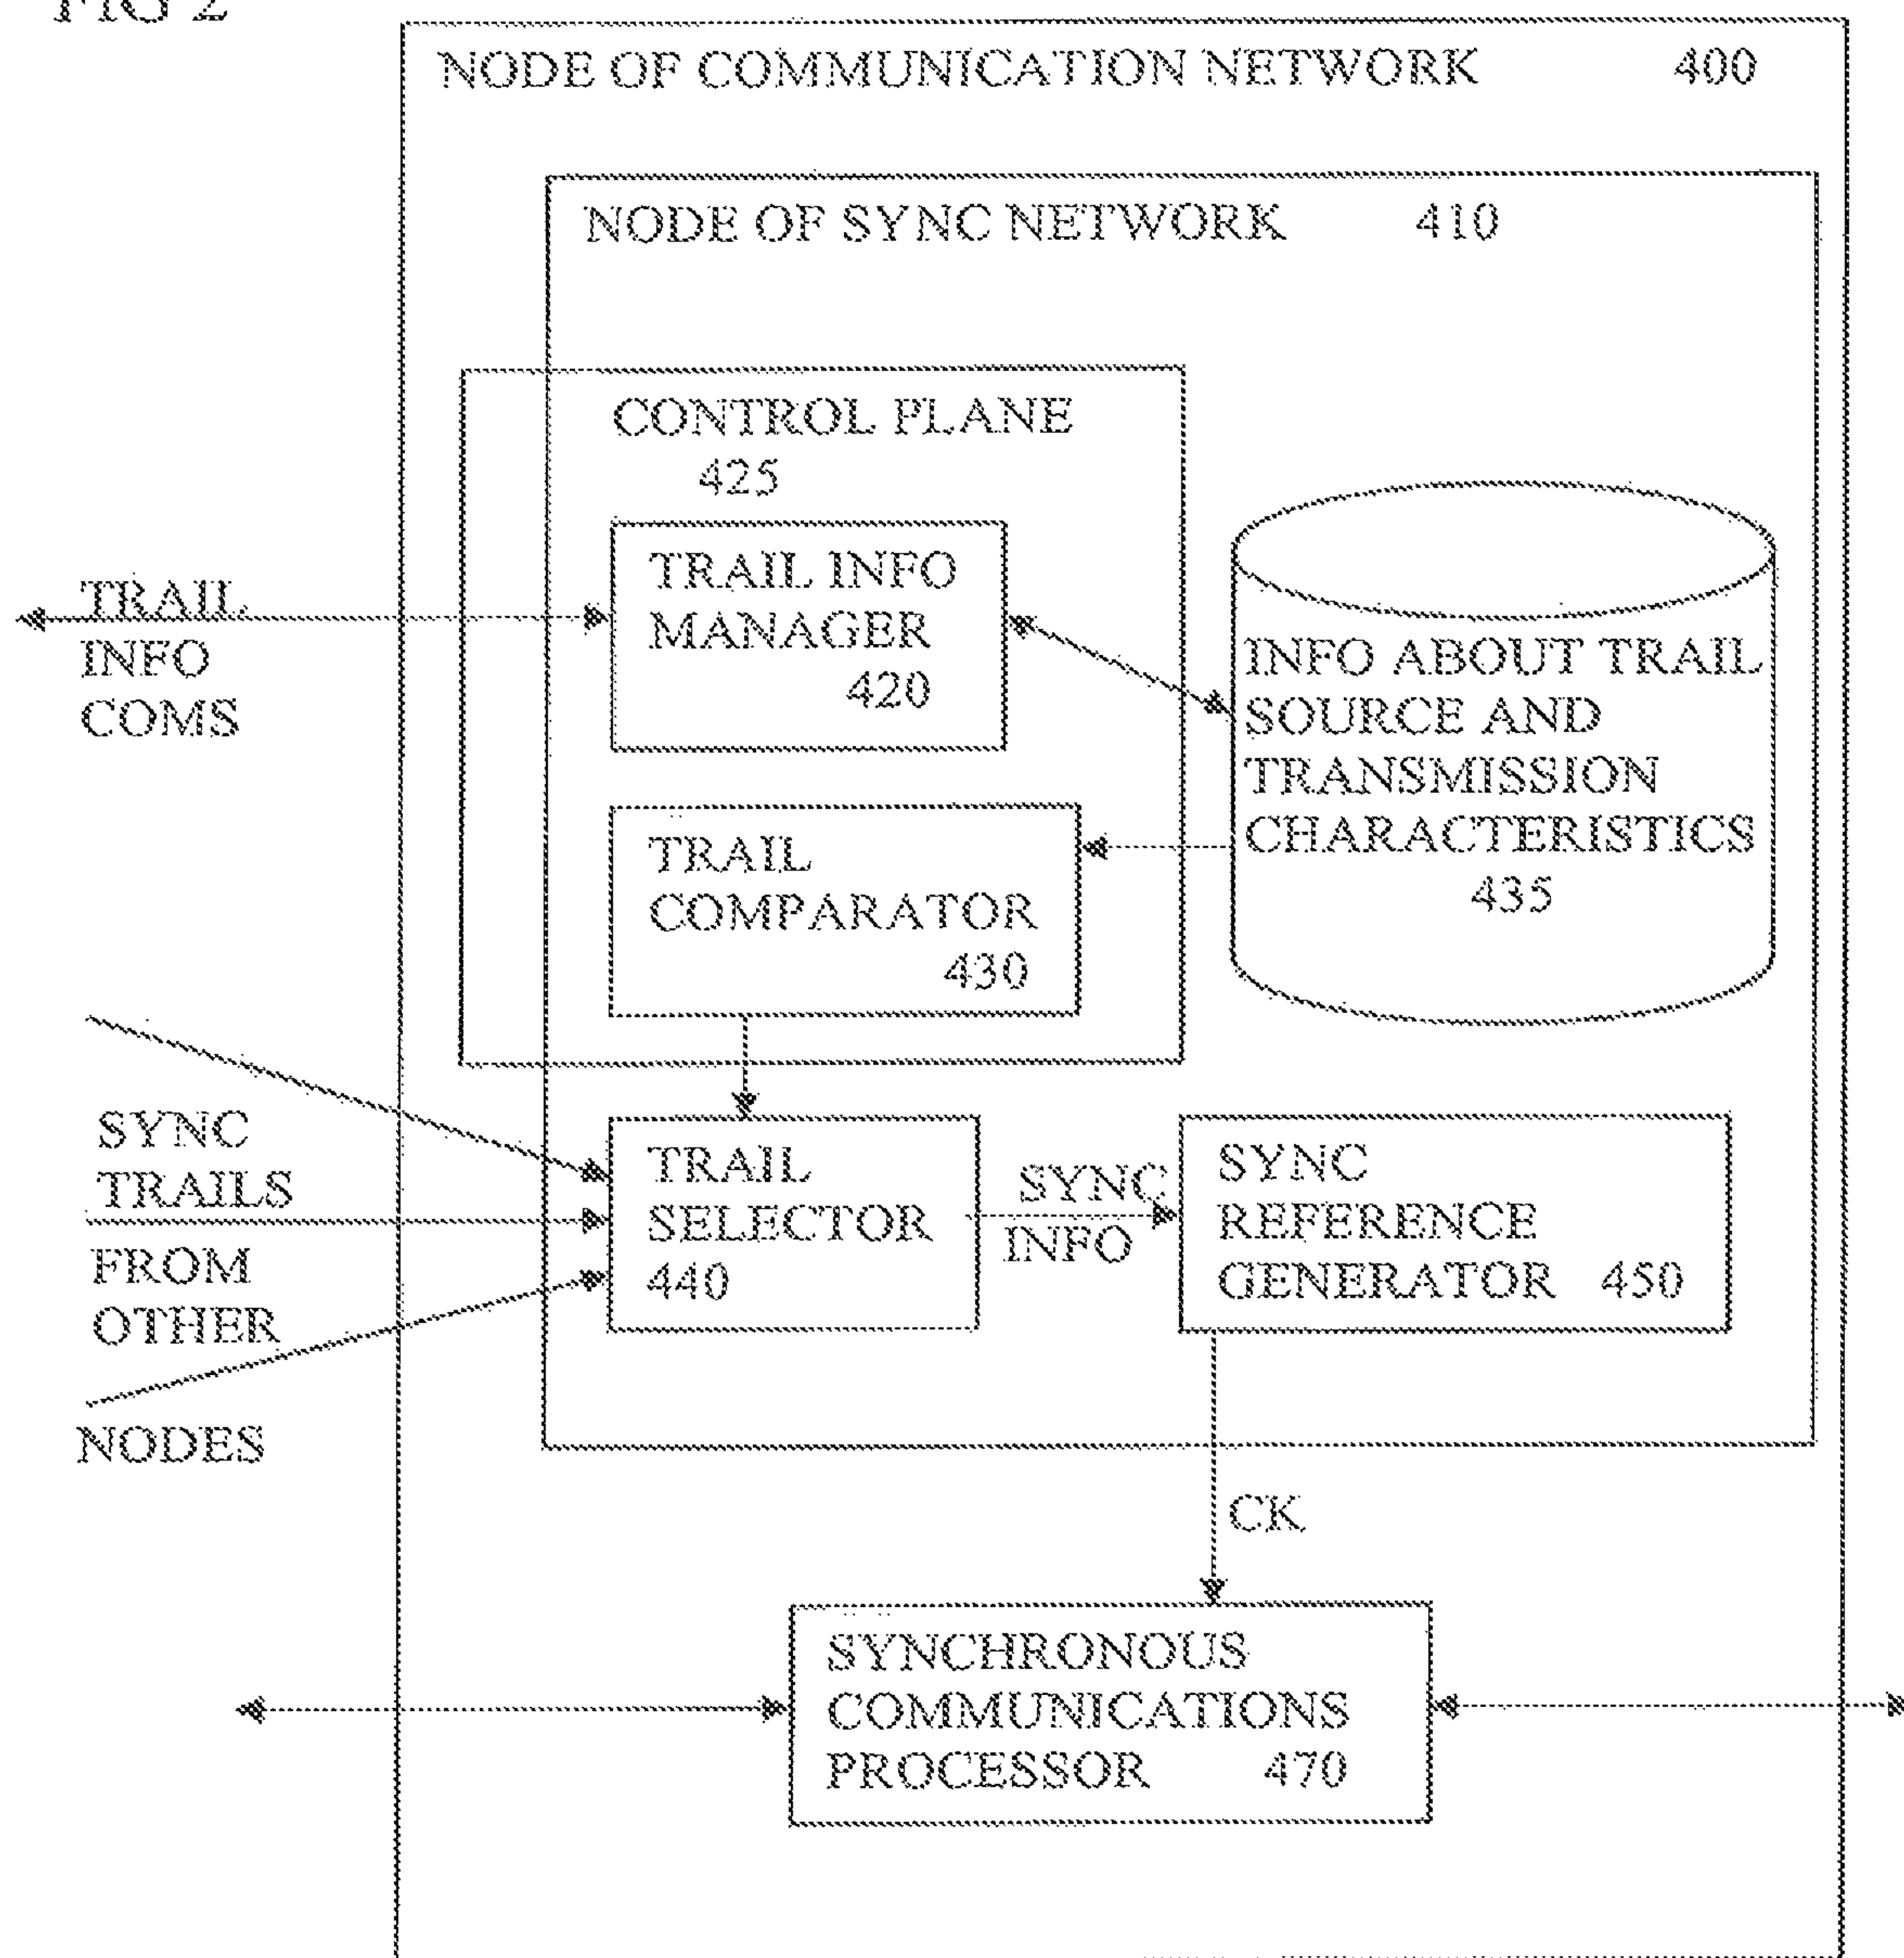 FIG 2
NODE OF COMMUNICATION NETWORK 400
NODE OF SYNC NETWORK 410
CONTROL PLANE
425
TRAIL INFO
MANAGER
420
TRAIL
INFO
COMS
INFO ABOUT TRAIL
SOURCE AND
TRANSMISSION
CHARACTERISTICS
435
TRAIL
COMPARATOR
430
SYNC
TRAILS
FROM
OTHER
NODES
TRAIL
SELECTOR
440
SYNC
INFO
SYNC
REFERENCE
GENERATOR 450
CK
SYNCHRONOUS
COMMUNICATIONS
PROCESSOR 470